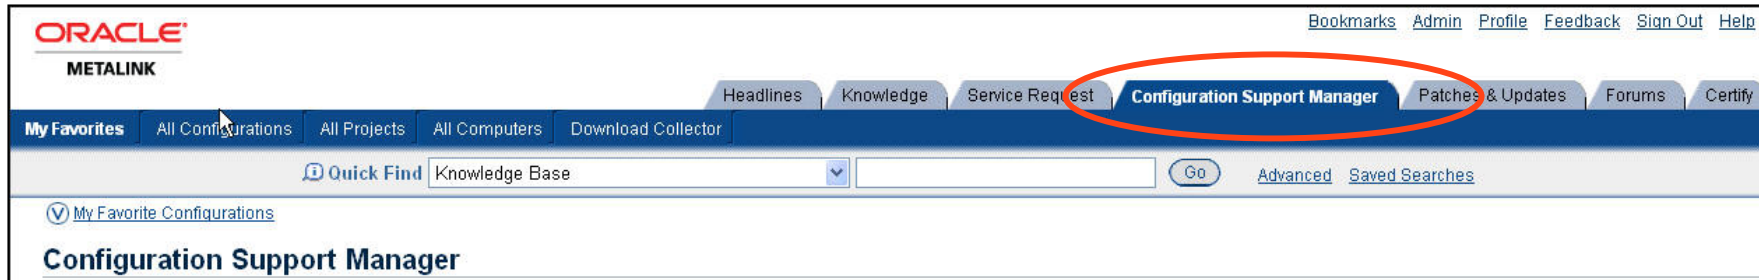 ORACLE
METALINK
Bookmarks Admin Profile Feedback Sign Out Help
Headlines Knowledge Service Request Configuration Support Manager Patches & Updates Forums Certify
My Favorites All Configurations All Projects All Computers Download Collector
Quick Find Knowledge Base Go Advanced Saved Searches
My Favorite Configurations
Configuration Support Manager